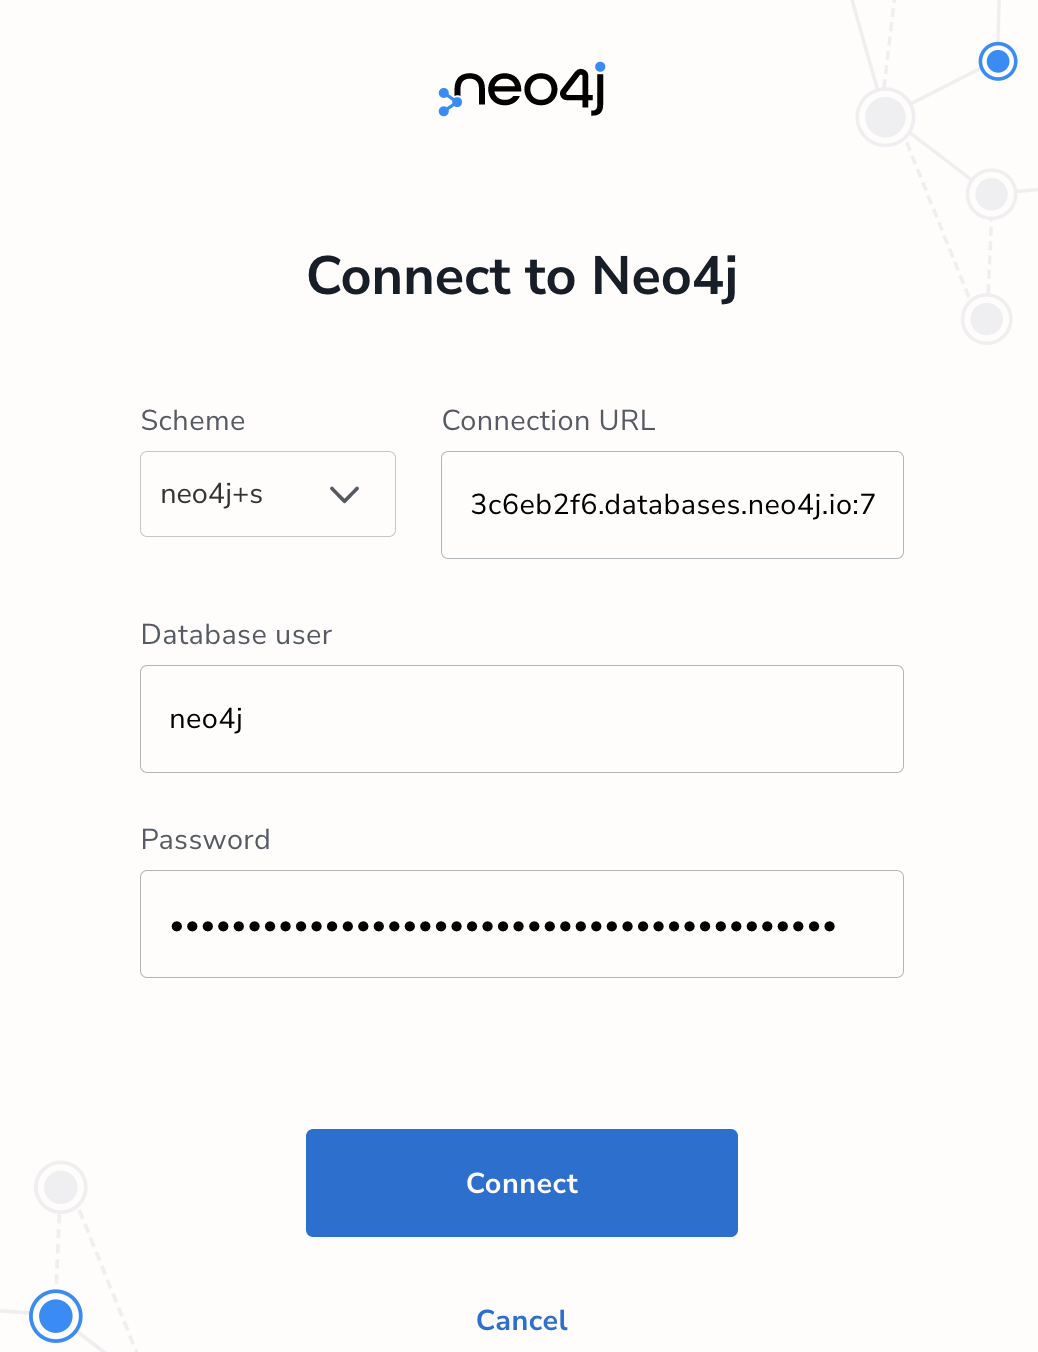 neo4j
Connect to Neo4j
Scheme
Connection URL
neo4j+s
3c6eb2f6.databases.neo4j.io:7
Database user
neo4j
Password
•••••••••••••••••••••••••••••••••••••••••••
Connect
Cancel